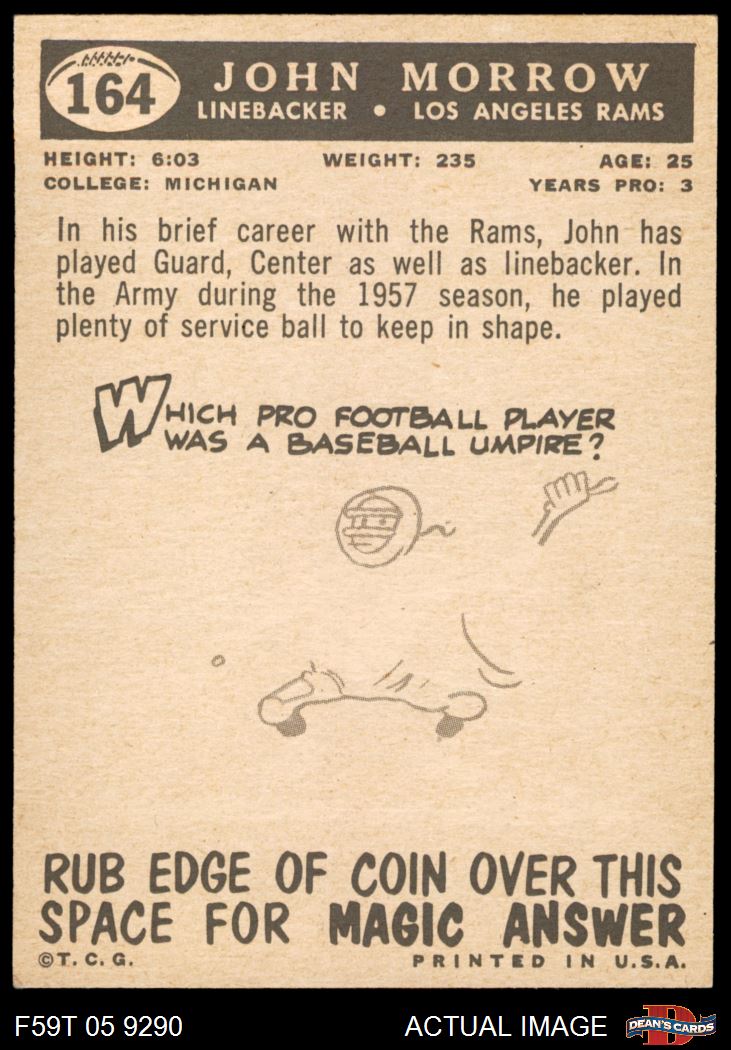 164
JOHN MORROW
LINEBACKER • LOS ANGELES RAMS
HEIGHT: 6:03 WEIGHT: 235 AGE: 25
COLLEGE: MICHIGAN YEARS PRO: 3
In his brief career with the Rams, John has
played Guard, Center as well as linebacker. In
the Army during the 1957 season, he played
plenty of service ball to keep in shape.
WHICH PRO FOOTBALL PLAYER
WAS A BASEBALL UMPIRE?
RUB EDGE OF COIN OVER THIS
SPACE FOR MAGIC ANSWER
©T.C.G. PRINTED IN U.S.A.
F59T 05 9290 ACTUAL IMAGE D DEAN'S CARDS